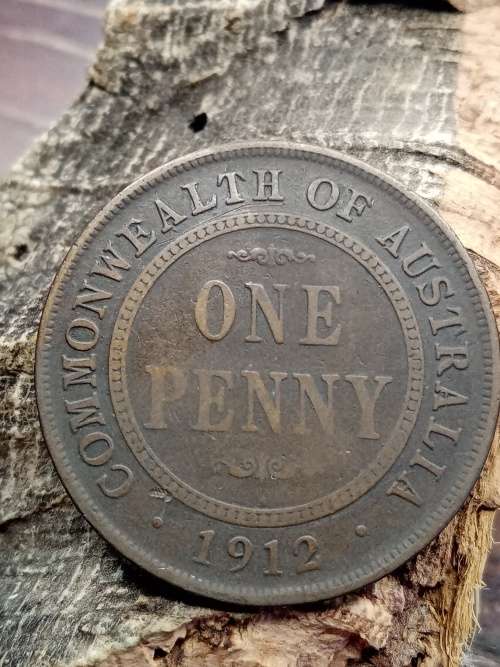 COMMONWEALTH OF AUSTRALIA
ONE
PENNY
1912